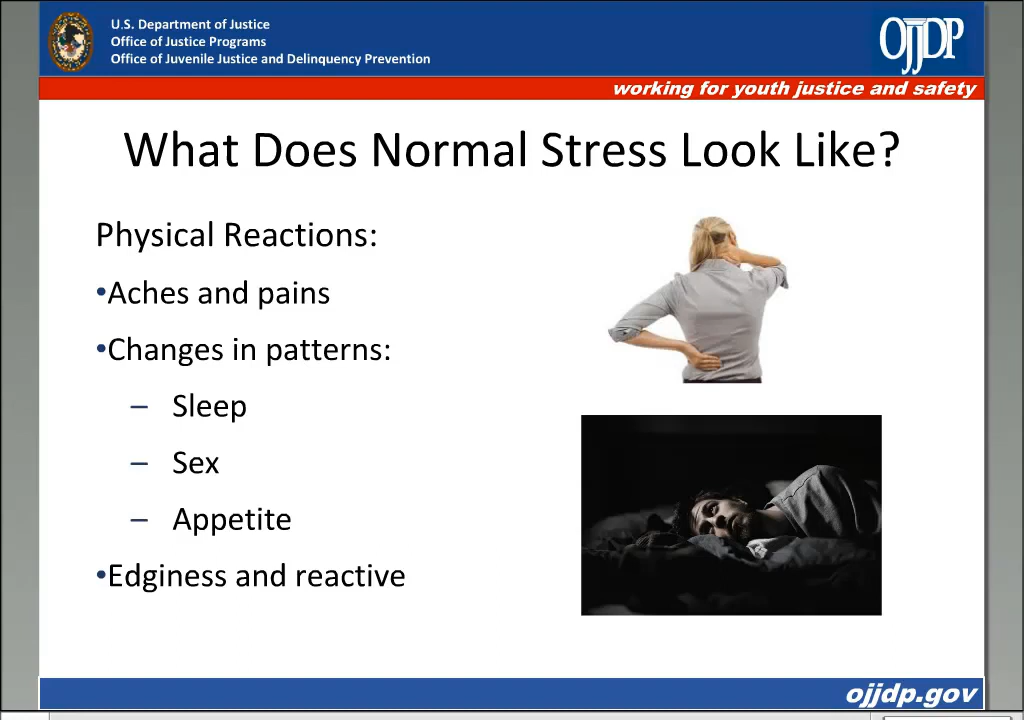 U.S. Department of Justice
Office of Justice Programs
Office of Juvenile Justice and Delinquency Prevention
OJJDP
working for youth justice and safety
What Does Normal Stress Look Like?
Physical Reactions:
•Aches and pains
•Changes in patterns:
– Sleep
– Sex
– Appetite
•Edginess and reactive
ojjdp.gov